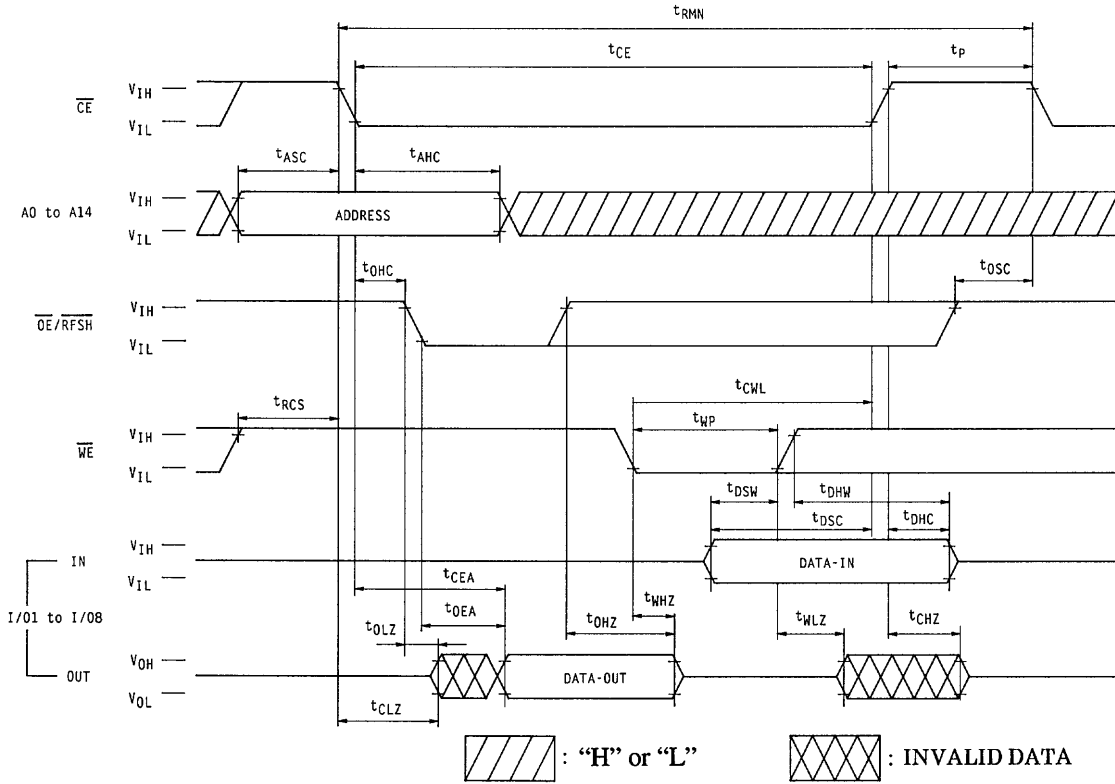 tRMN
tCE
tP
CE
VIH
VIL
tASC
tAHC
A0 to A14
VIH
VIL
ADDRESS
tOHC
tOSC
OE/RFSH
VIH
VIL
tCWL
tRCS
tWP
WE
VIH
VIL
tDSW
tDHW
tDSC
tDHC
IN
VIH
VIL
DATA-IN
tCEA
I/O1 to I/O8
tOEA
tWHZ
tOLZ
tOHZ
tWLZ
tCHZ
OUT
VOH
VOL
DATA-OUT
tCLZ
: “H” or “L”
: INVALID DATA